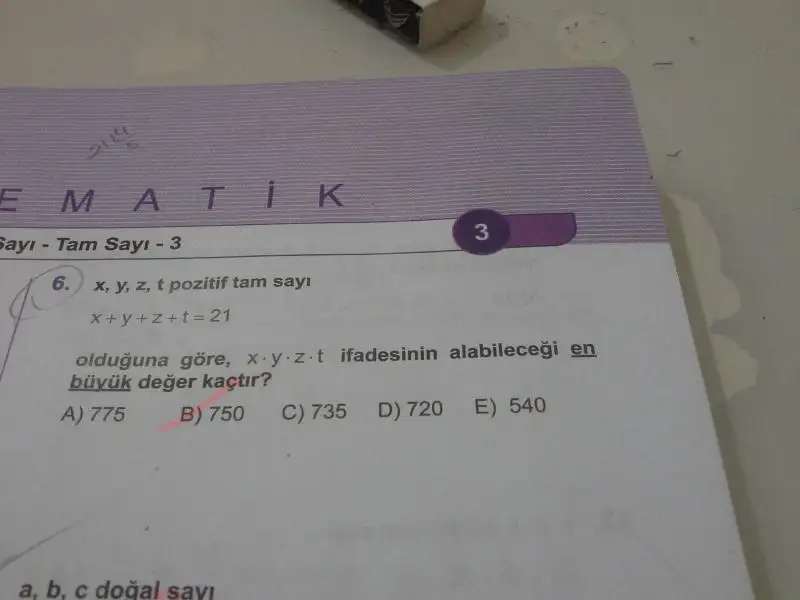 E M A T İ K
Sayı - Tam Sayı - 3
3
6. x, y, z, t pozitif tam sayı
x + y + z + t = 21
olduğuna göre, x · y · z · t ifadesinin alabileceği en
büyük değer kaçtır?
A) 775 B) 750 C) 735 D) 720 E) 540
a, b, c doğal sayı